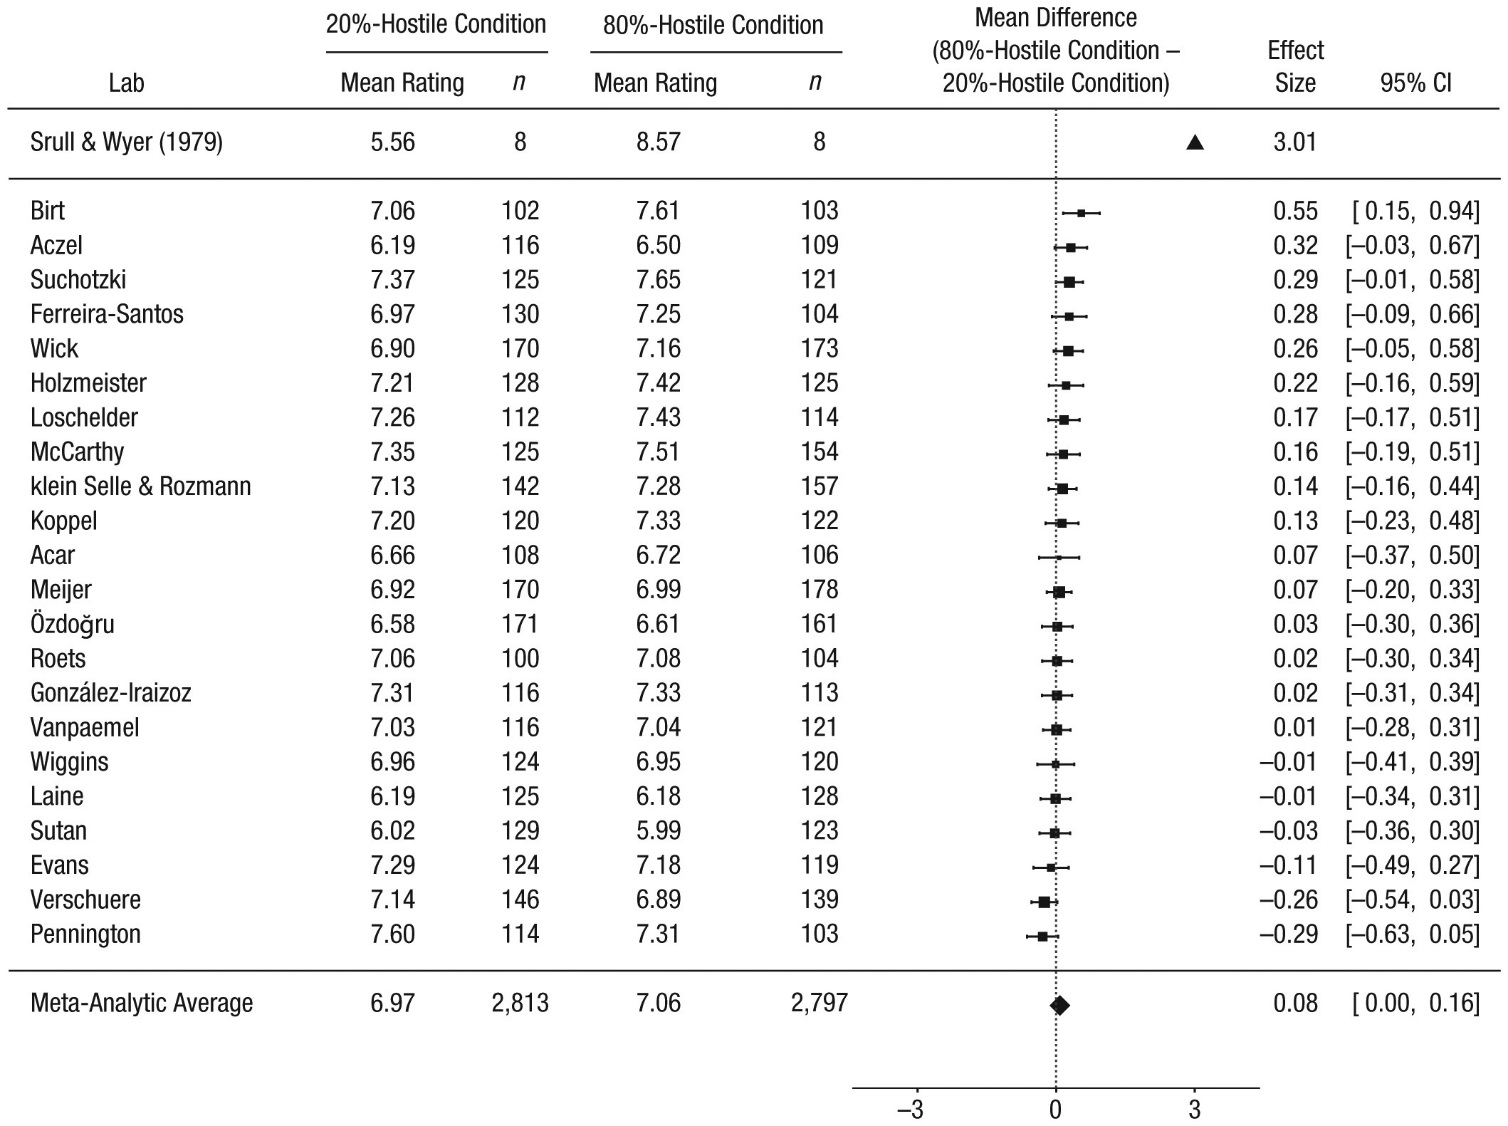 20%-Hostile Condition 80%-Hostile Condition Mean Difference
(80%-Hostile Condition – Effect
Lab Mean Rating n Mean Rating n 20%-Hostile Condition) Size 95% CI
Srull & Wyer (1979) 5.56 8 8.57 8 3.01
Birt 7.06 102 7.61 103 0.55 [ 0.15, 0.94]
Aczel 6.19 116 6.50 109 0.32 [–0.03, 0.67]
Suchotzki 7.37 125 7.65 121 0.29 [–0.01, 0.58]
Ferreira-Santos 6.97 130 7.25 104 0.28 [–0.09, 0.66]
Wick 6.90 170 7.16 173 0.26 [–0.05, 0.58]
Holzmeister 7.21 128 7.42 125 0.22 [–0.16, 0.59]
Loschelder 7.26 112 7.43 114 0.17 [–0.17, 0.51]
McCarthy 7.35 125 7.51 154 0.16 [–0.19, 0.51]
klein Selle & Rozmann 7.13 142 7.28 157 0.14 [–0.16, 0.44]
Koppel 7.20 120 7.33 122 0.13 [–0.23, 0.48]
Acar 6.66 108 6.72 106 0.07 [–0.37, 0.50]
Meijer 6.92 170 6.99 178 0.07 [–0.20, 0.33]
Özdoğru 6.58 171 6.61 161 0.03 [–0.30, 0.36]
Roets 7.06 100 7.08 104 0.02 [–0.30, 0.34]
González-Iraizoz 7.31 116 7.33 113 0.02 [–0.31, 0.34]
Vanpaemel 7.03 116 7.04 121 0.01 [–0.28, 0.31]
Wiggins 6.96 124 6.95 120 –0.01 [–0.41, 0.39]
Laine 6.19 125 6.18 128 –0.01 [–0.34, 0.31]
Sutan 6.02 129 5.99 123 –0.03 [–0.36, 0.30]
Evans 7.29 124 7.18 119 –0.11 [–0.49, 0.27]
Verschuere 7.14 146 6.89 139 –0.26 [–0.54, 0.03]
Pennington 7.60 114 7.31 103 –0.29 [–0.63, 0.05]
Meta-Analytic Average 6.97 2,813 7.06 2,797 0.08 [ 0.00, 0.16]
–3 0 3